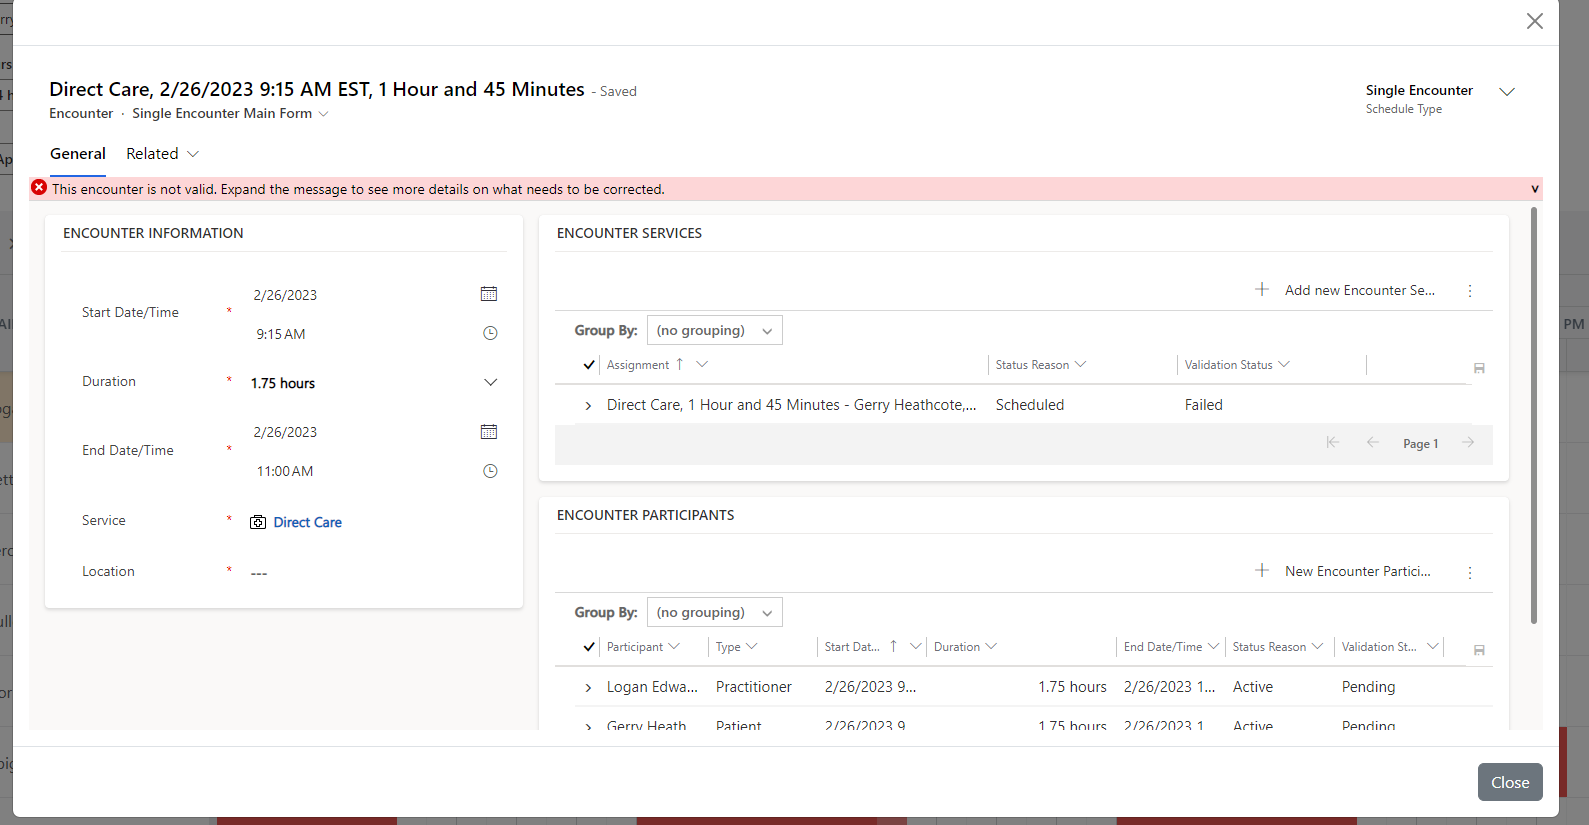 Direct Care, 2/26/2023 9:15 AM EST, 1 Hour and 45 Minutes - Saved
Encounter · Single Encounter Main Form
Single Encounter
Schedule Type
General Related
This encounter is not valid. Expand the message to see more details on what needs to be corrected.
ENCOUNTER INFORMATION
Start Date/Time * 2/26/2023
9:15 AM
Duration * 1.75 hours
End Date/Time * 2/26/2023
11:00 AM
Service * Direct Care
Location * ---
ENCOUNTER SERVICES
Add new Encounter Se...
Group By: (no grouping)
Assignment ↑ Status Reason Validation Status
Direct Care, 1 Hour and 45 Minutes - Gerry Heathcote,... Scheduled Failed
Page 1
ENCOUNTER PARTICIPANTS
New Encounter Partici...
Group By: (no grouping)
Participant Type Start Dat... ↑ Duration End Date/Time Status Reason Validation St...
Logan Edwa... Practitioner 2/26/2023 9... 1.75 hours 2/26/2023 1... Active Pending
Gerry Heath Patient 2/26/2023 9 1.75 hours 2/26/2023 1 Active Pending
Close
PM